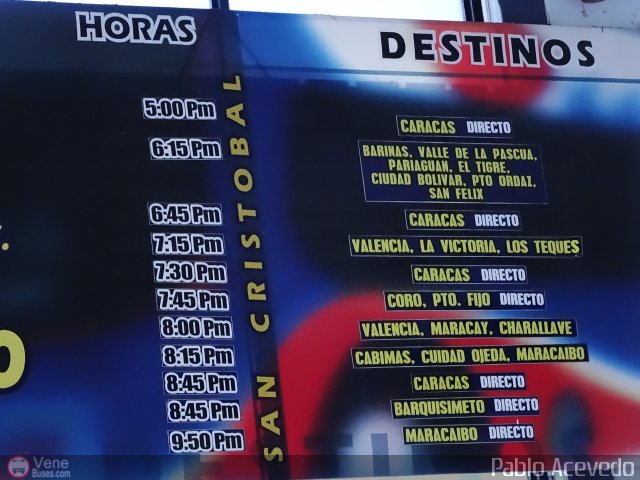 HORAS
DESTINOS
SAN CRISTOBAL
5:00 Pm CARACAS DIRECTO
6:15 Pm BARINAS, VALLE DE LA PASCUA,
PARIAGUAN, EL TIGRE,
CIUDAD BOLIVAR, PTO ORDAZ,
SAN FELIX
6:45 Pm CARACAS DIRECTO
7:15 Pm VALENCIA, LA VICTORIA, LOS TEQUES
7:30 Pm CARACAS DIRECTO
7:45 Pm CORO, PTO. FIJO DIRECTO
8:00 Pm VALENCIA, MARACAY, CHARALLAVE
8:15 Pm CABIMAS, CUIDAD OJEDA, MARACAIBO
8:45 Pm CARACAS DIRECTO
8:45 Pm BARQUISIMETO DIRECTO
9:50 Pm MARACAIBO DIRECTO
Vene
Buses.com
Pablo Acevedo